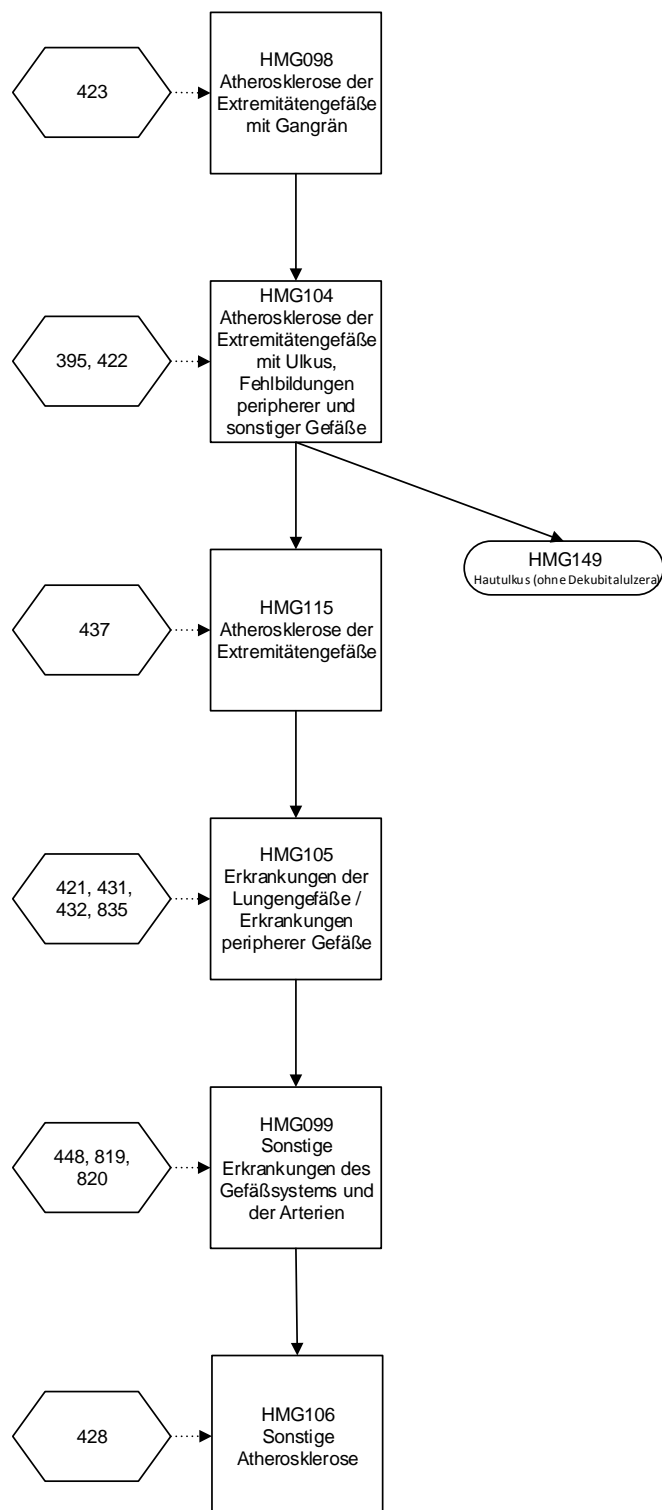 423
HMG098
Atherosklerose der
Extremitätengefäße
mit Gangrän
395, 422
HMG104
Atherosklerose der
Extremitätengefäße
mit Ulkus,
Fehlbildungen
peripherer und
sonstiger Gefäße
HMG149
Hautulkus (ohne Dekubitalulzera)
437
HMG115
Atherosklerose der
Extremitätengefäße
421, 431,
432, 835
HMG105
Erkrankungen der
Lungengefäße /
Erkrankungen
peripherer Gefäße
448, 819,
820
HMG099
Sonstige
Erkrankungen des
Gefäßsystems und
der Arterien
428
HMG106
Sonstige
Atherosklerose